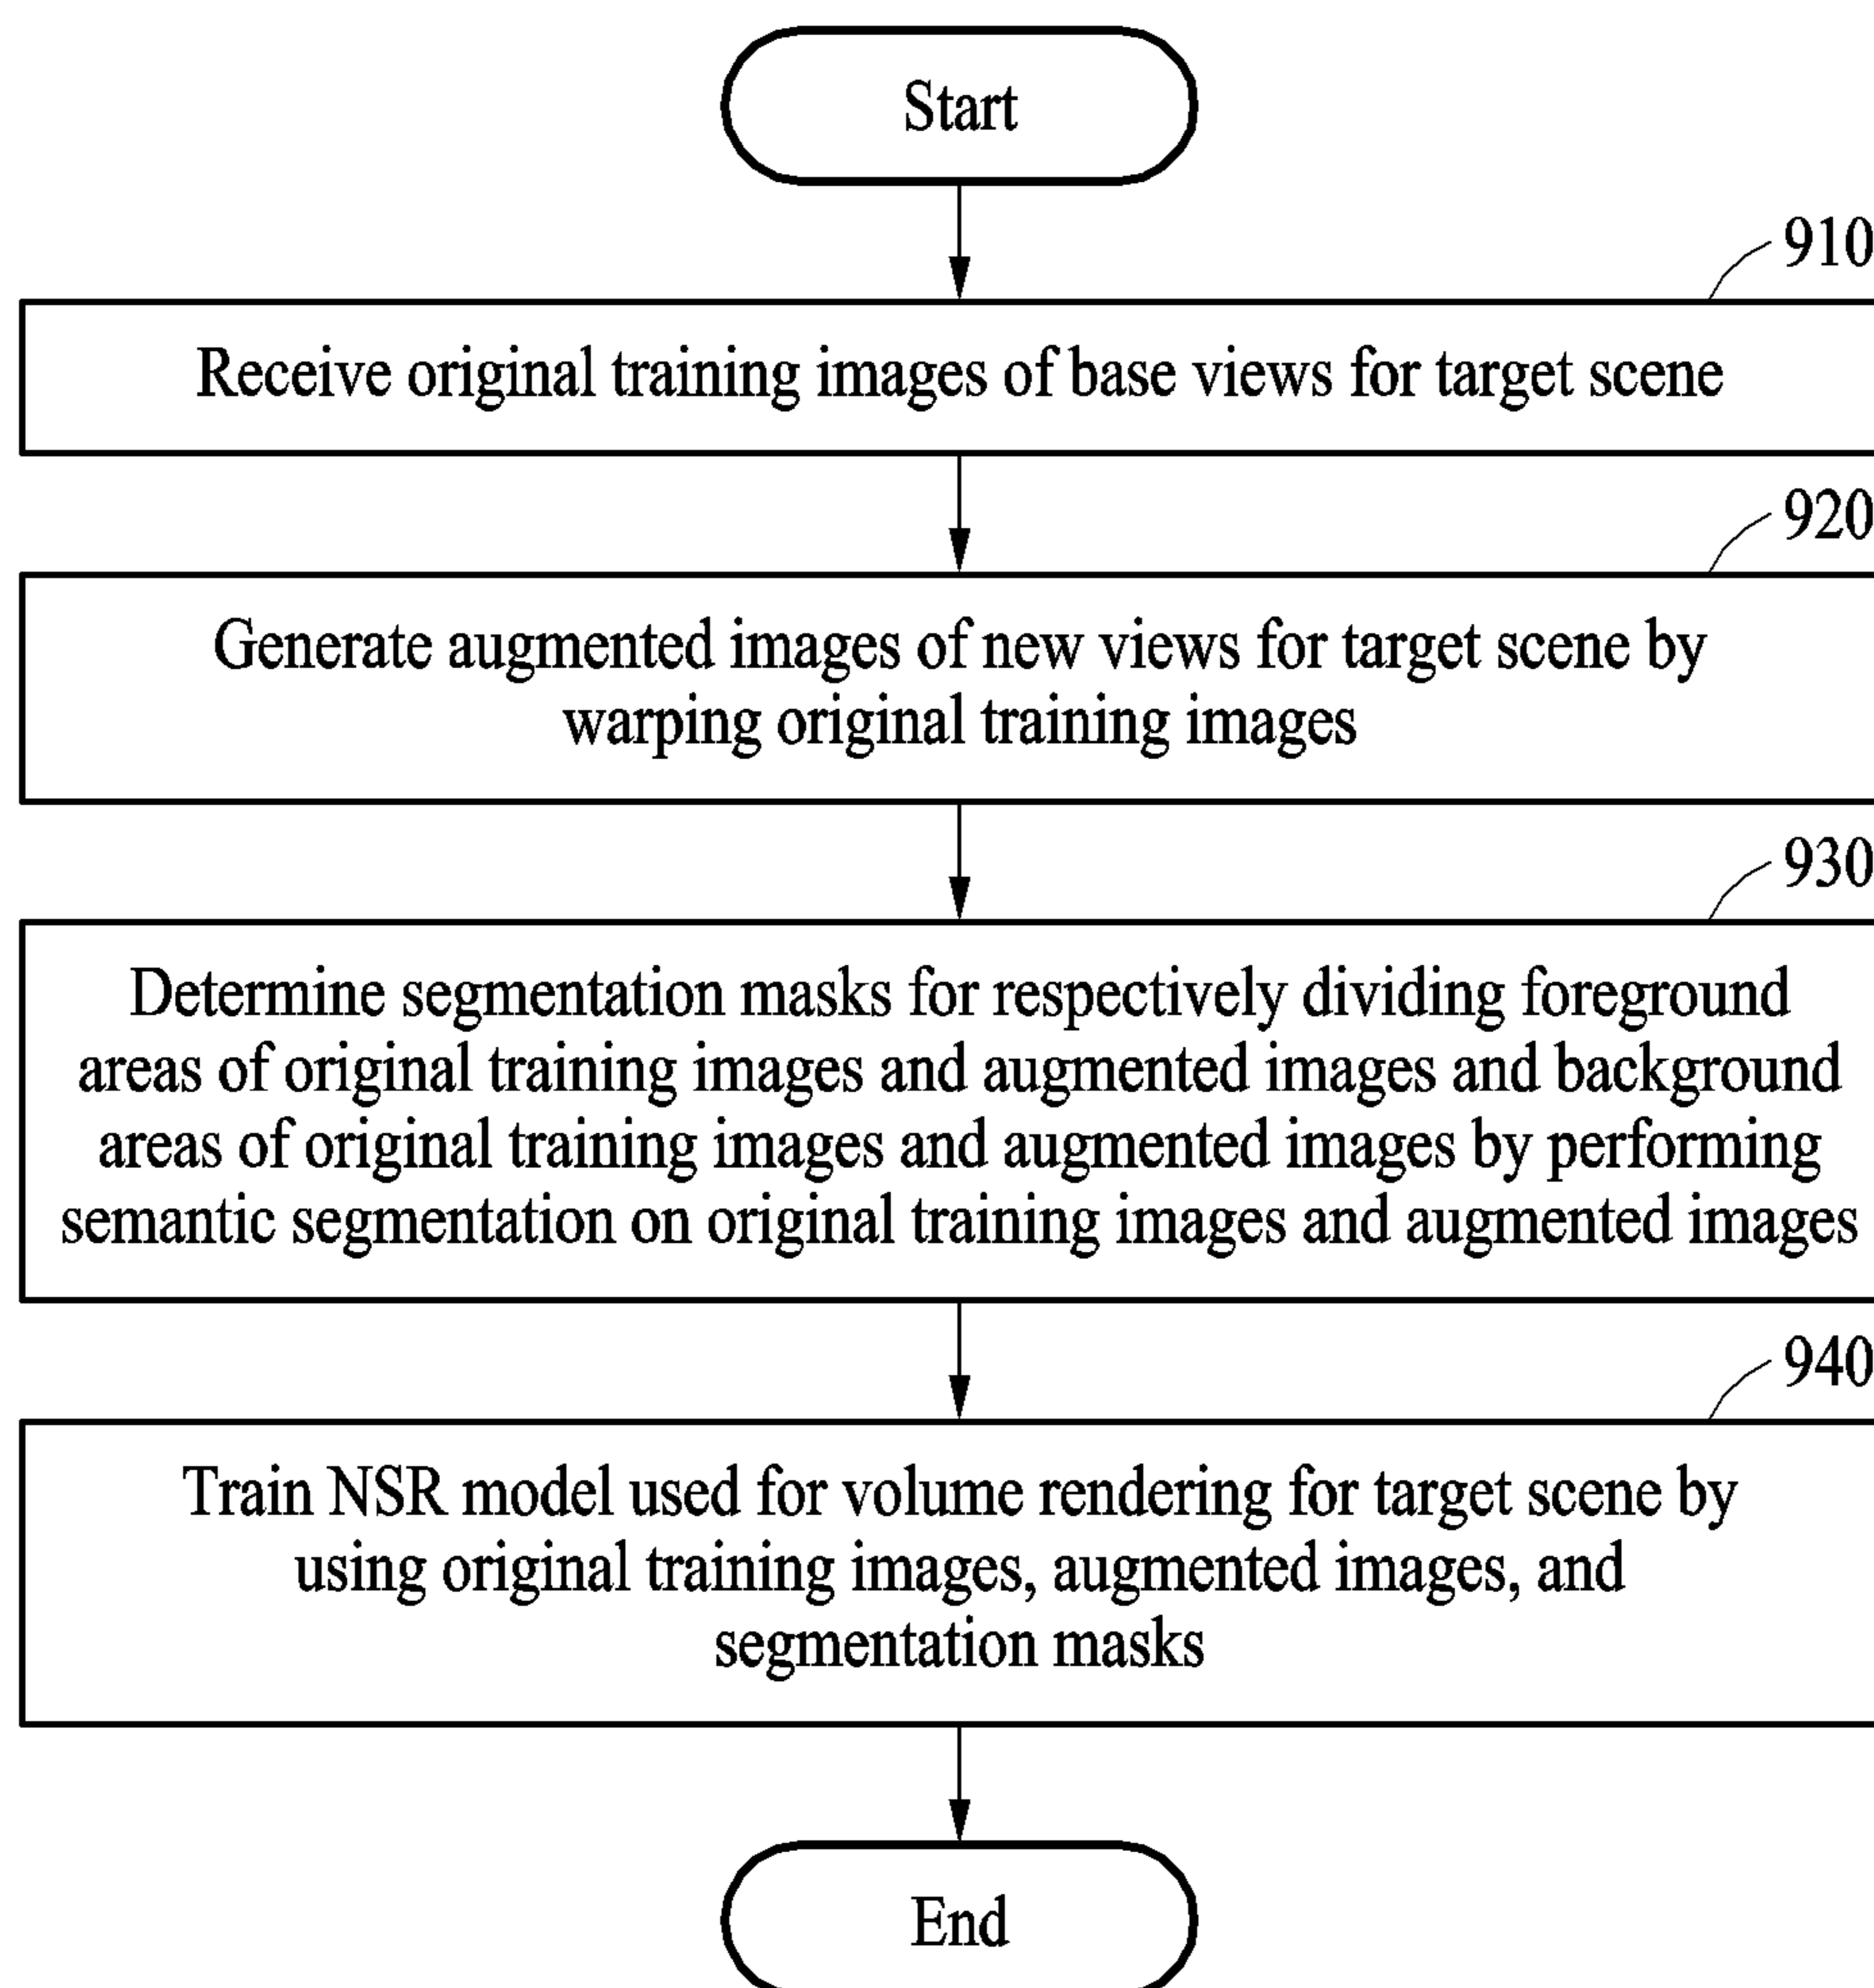 Start
910
Receive original training images of base views for target scene
920
Generate augmented images of new views for target scene by
warping original training images
930
Determine segmentation masks for respectively dividing foreground
areas of original training images and augmented images and background
areas of original training images and augmented images by performing
semantic segmentation on original training images and augmented images
940
Train NSR model used for volume rendering for target scene by
using original training images, augmented images, and
segmentation masks
End